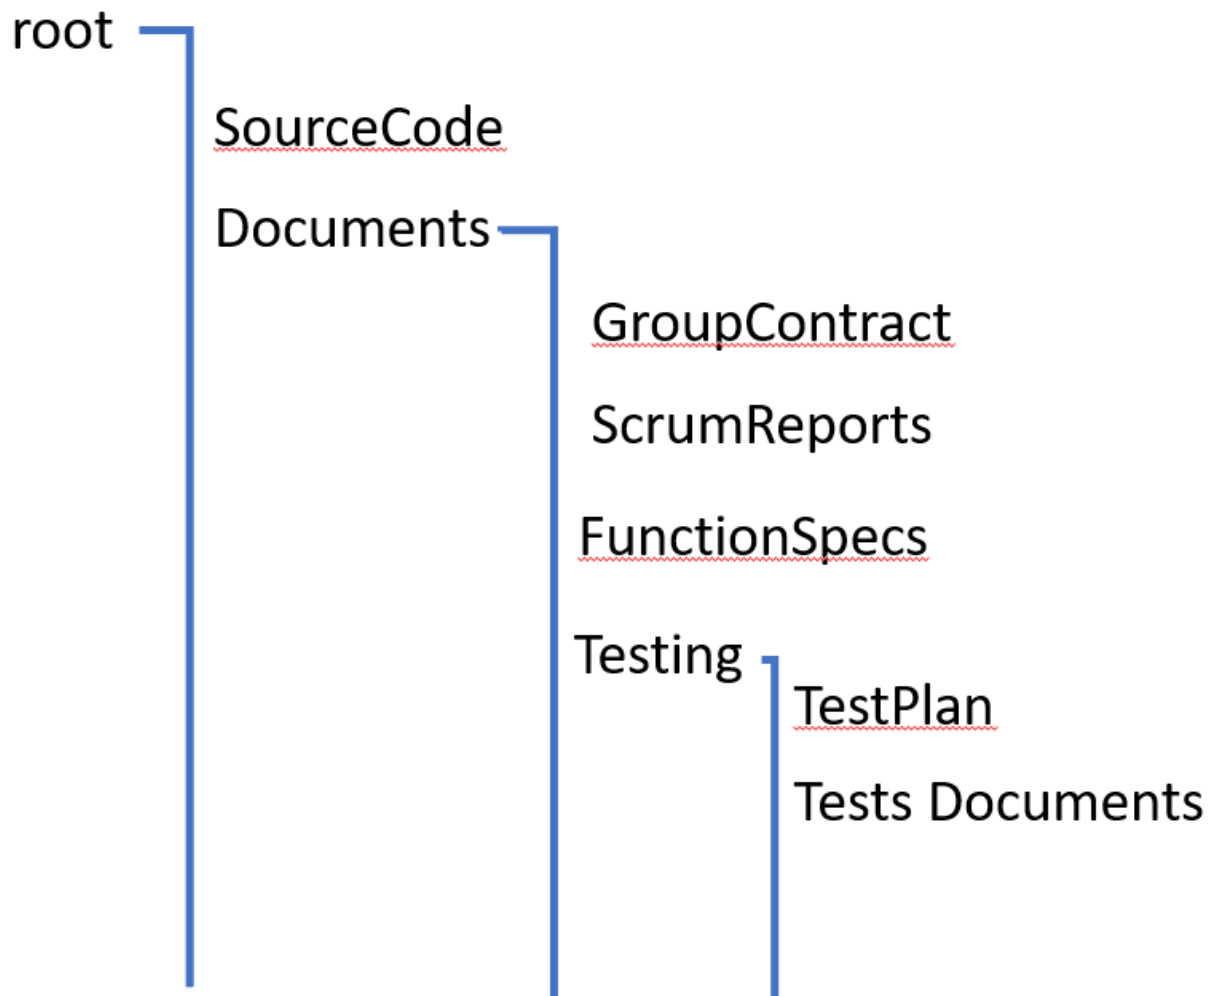 root
SourceCode
Documents
GroupContract
ScrumReports
FunctionSpecs
Testing
TestPlan
Tests Documents